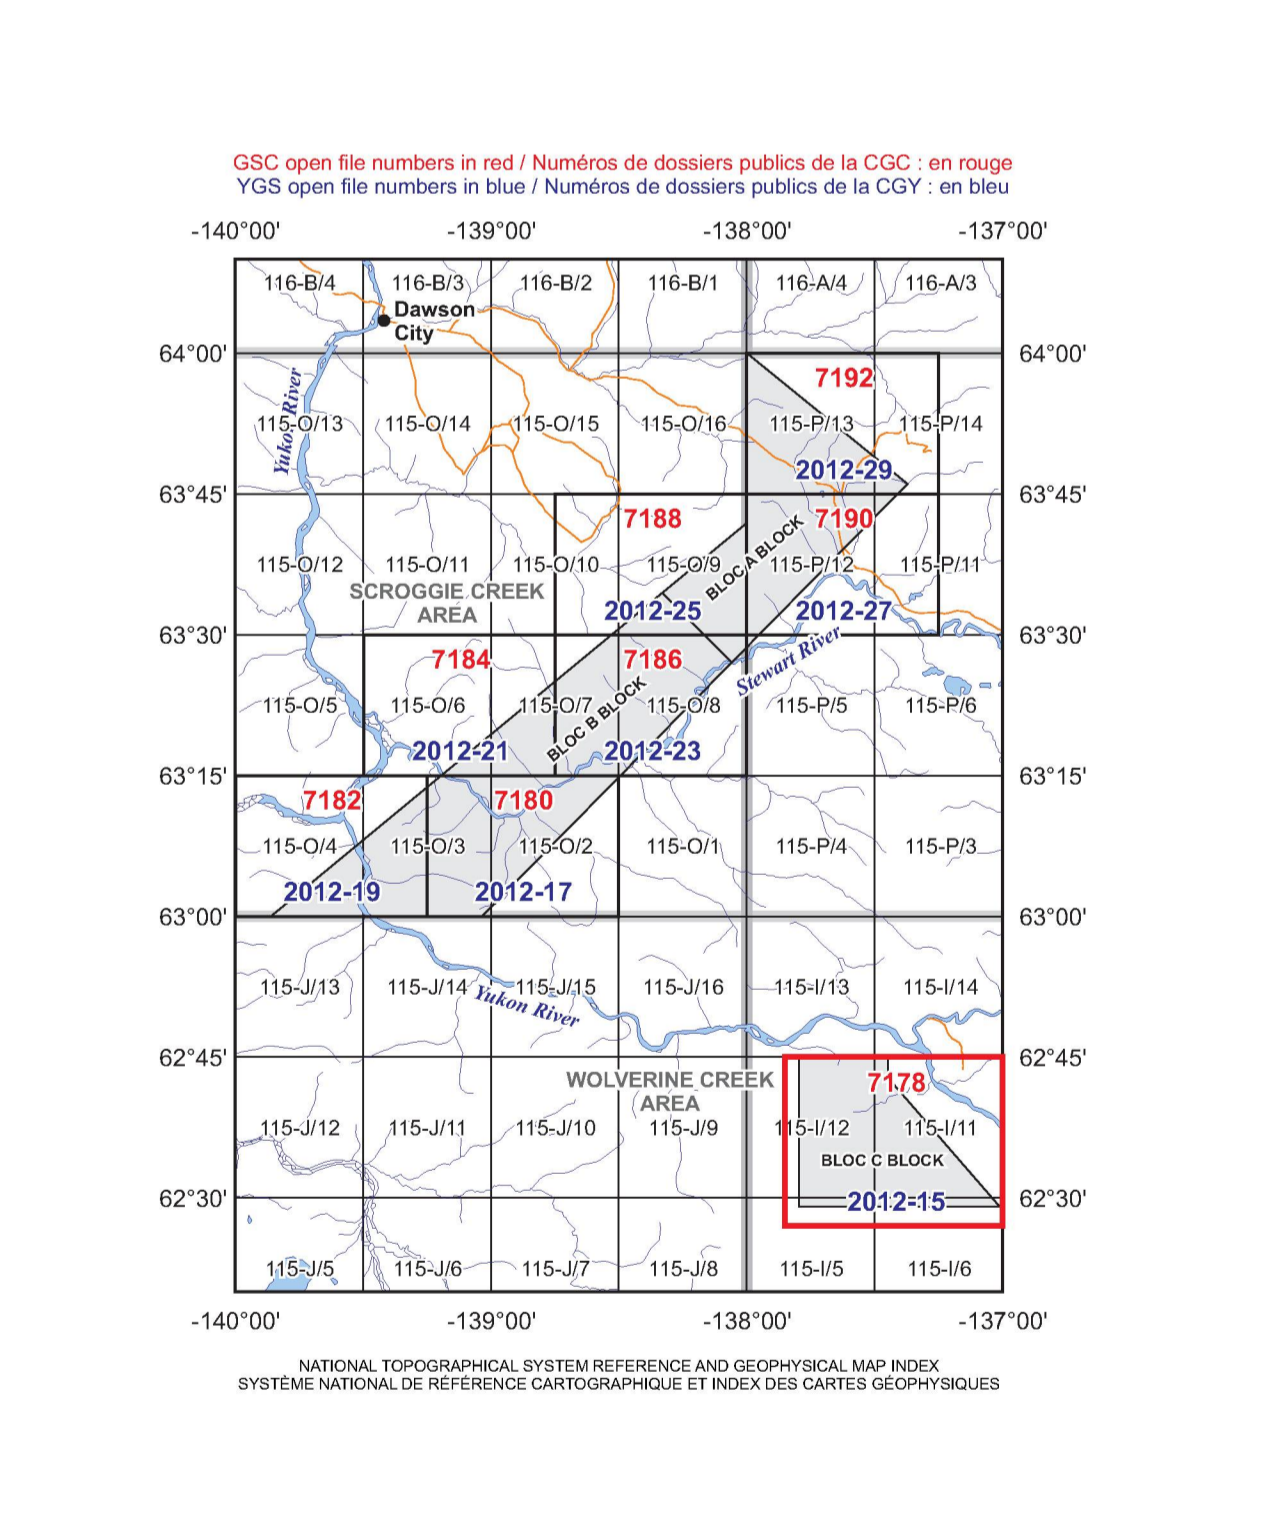 GSC open file numbers in red / Numéros de dossiers publics de la CGC : en rouge
YGS open file numbers in blue / Numéros de dossiers publics de la CGY : en bleu
-140°00' -139°00' -138°00' -137°00'
116-B/4 116-B/3 116-B/2 116-B/1 116-A/4 116-A/3
Dawson
City
64°00' 64°00'
7192
Yukon River
115-O/13 115-O/14 115-O/15 115-O/16 115-P/13 115-P/14
2012-29
63°45' 63°45'
7188 7190
BLOC A BLOCK
115-O/12 115-O/11 115-O/10 115-O/9 115-P/12 115-P/11
SCROGGIE CREEK
AREA
2012-25 2012-27
63°30' 63°30'
7184 7186
Stewart River
115-O/5 115-O/6 115-O/7 115-O/8 115-P/5 115-P/6
BLOC B BLOCK
2012-21 2012-23
63°15' 63°15'
7182 7180
115-O/4 115-O/3 115-O/2 115-O/1 115-P/4 115-P/3
2012-19 2012-17
63°00' 63°00'
115-J/13 115-J/14 115-J/15 115-J/16 115-I/13 115-I/14
Yukon River
62°45' 62°45'
WOLVERINE CREEK
AREA
7178
115-J/12 115-J/11 115-J/10 115-J/9 115-I/12 115-I/11
BLOC C BLOCK
62°30' 2012-15 62°30'
115-J/5 115-J/6 115-J/7 115-J/8 115-I/5 115-I/6
-140°00' -139°00' -138°00' -137°00'
NATIONAL TOPOGRAPHICAL SYSTEM REFERENCE AND GEOPHYSICAL MAP INDEX
SYSTÈME NATIONAL DE RÉFÉRENCE CARTOGRAPHIQUE ET INDEX DES CARTES GÉOPHYSIQUES